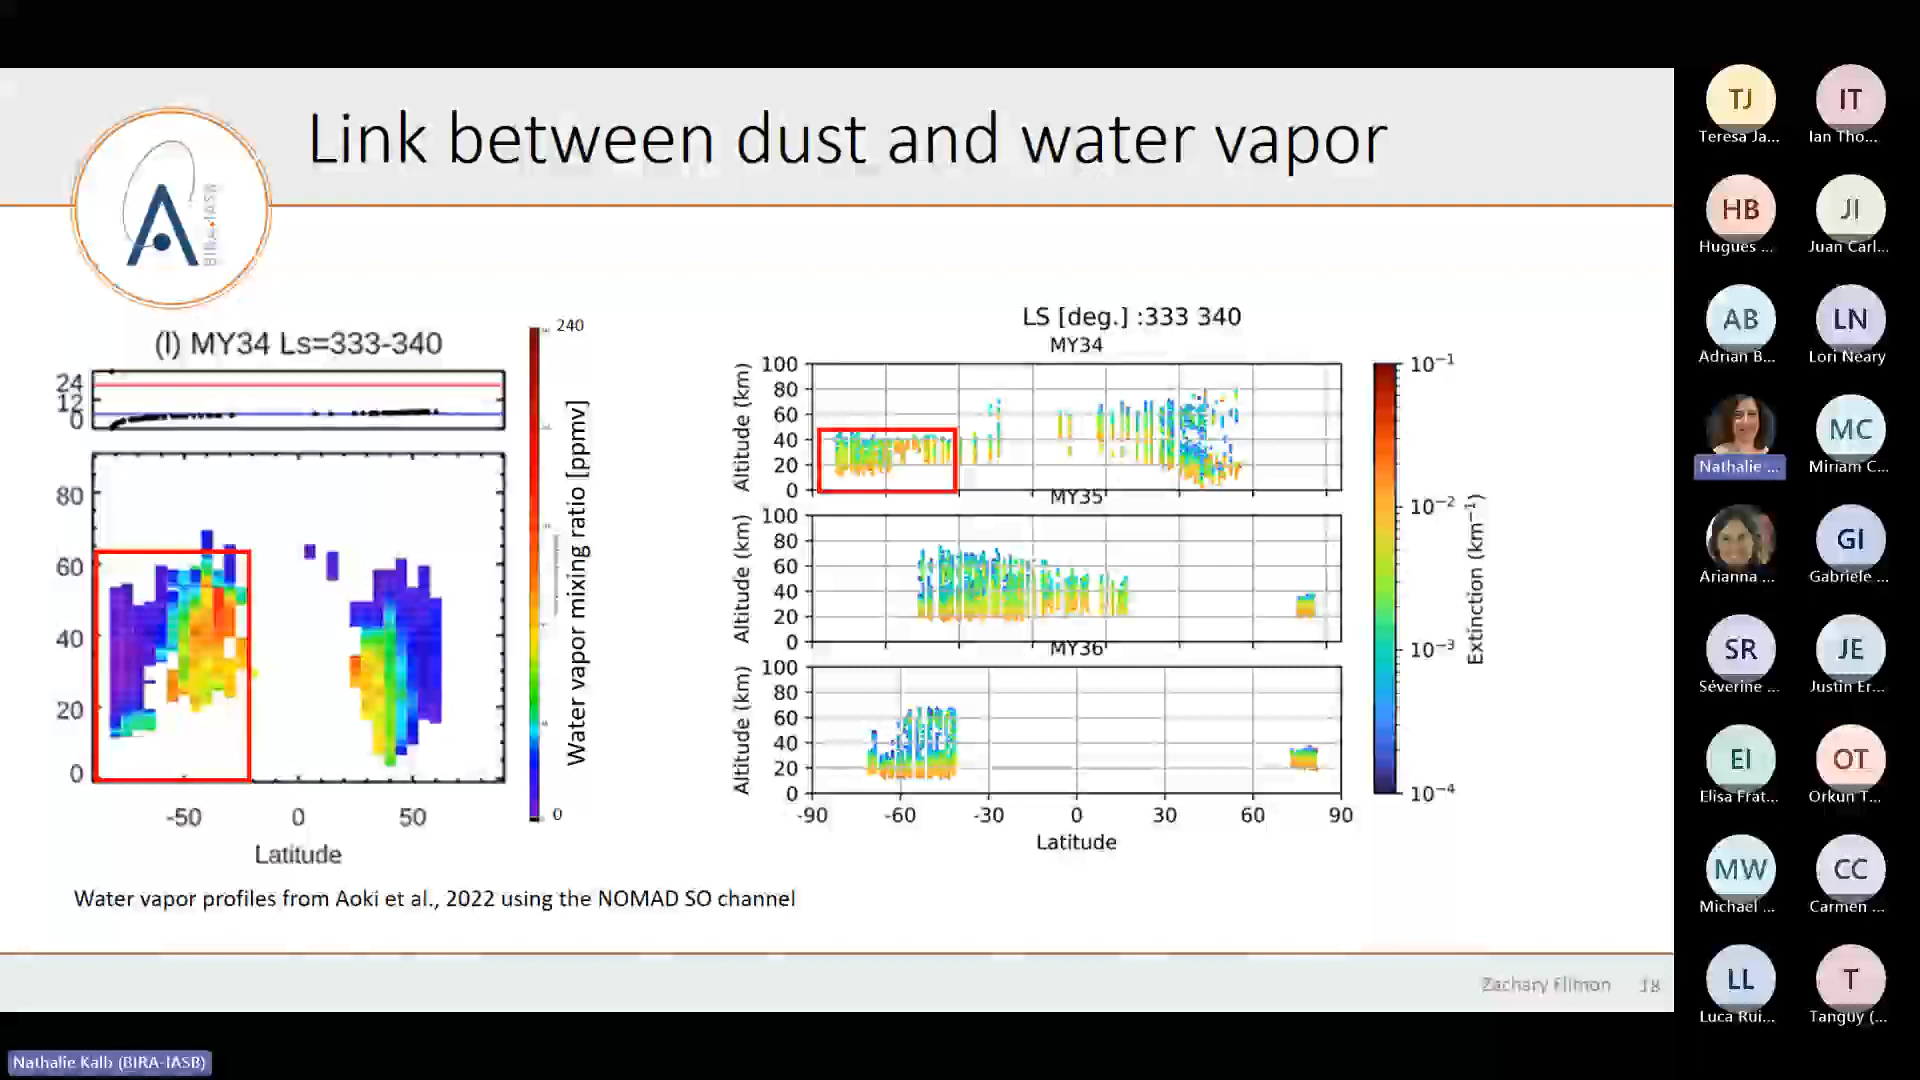 Link between dust and water vapor
BIRA•IASB
(l) MY34 Ls=333-340
24
12
0
80
60
40
20
0
-50 0 50
Latitude
240
0
Water vapor mixing ratio [ppmv]
LS [deg.] :333 340
MY34
100
80
60
40
20
0
Altitude (km)
MY35
100
80
60
40
20
0
Altitude (km)
MY36
100
80
60
40
20
0
Altitude (km)
-90 -60 -30 0 30 60 90
Latitude
10⁻¹
10⁻²
10⁻³
10⁻⁴
Extinction (km⁻¹)
Water vapor profiles from Aoki et al., 2022 using the NOMAD SO channel
Zachary Flimon 18
TJ IT
Teresa Ja... Ian Tho...
HB JI
Hugues ... Juan Carl...
AB LN
Adrian B... Lori Neary
MC
Nathalie ... Miriam C...
GI
Arianna ... Gabriele ...
SR JE
Séverine ... Justin Er...
EI OT
Elisa Frat... Orkun T...
MW CC
Michael ... Carmen ...
LL T
Luca Rui... Tanguy (...
Nathalie Kalb (BIRA-IASB)